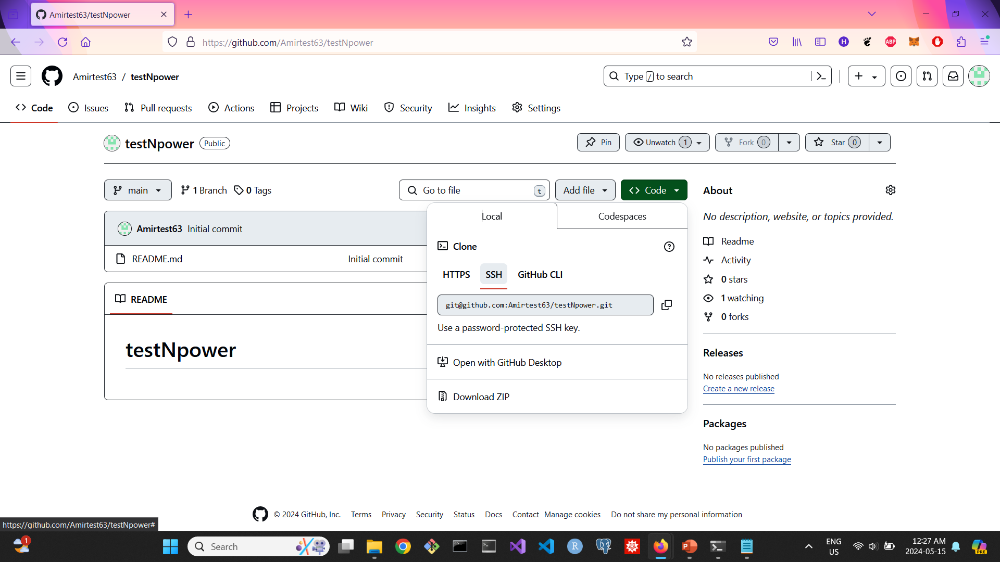 Amirtest63/testNpower
https://github.com/Amirtest63/testNpower
H
ABP
Amirtest63 / testNpower
Type / to search
Code Issues Pull requests Actions Projects Wiki Security Insights Settings
testNpower Public
Pin Unwatch 1 Fork 0 Star 0
main 1 Branch 0 Tags
Go to file t
Add file Code
Local Codespaces
Amirtest63 Initial commit
README.md Initial commit
Clone
HTTPS SSH GitHub CLI
git@github.com:Amirtest63/testNpower.git
Use a password-protected SSH key.
Open with GitHub Desktop
Download ZIP
README
testNpower
About
No description, website, or topics provided.
Readme
Activity
0 stars
1 watching
0 forks
Releases
No releases published
Create a new release
Packages
No packages published
Publish your first package
© 2024 GitHub, Inc. Terms Privacy Security Status Docs Contact Manage cookies Do not share my personal information
https://github.com/Amirtest63/testNpower#
1
Search
R
P
ENG
US
12:27 AM
2024-05-15
PRE